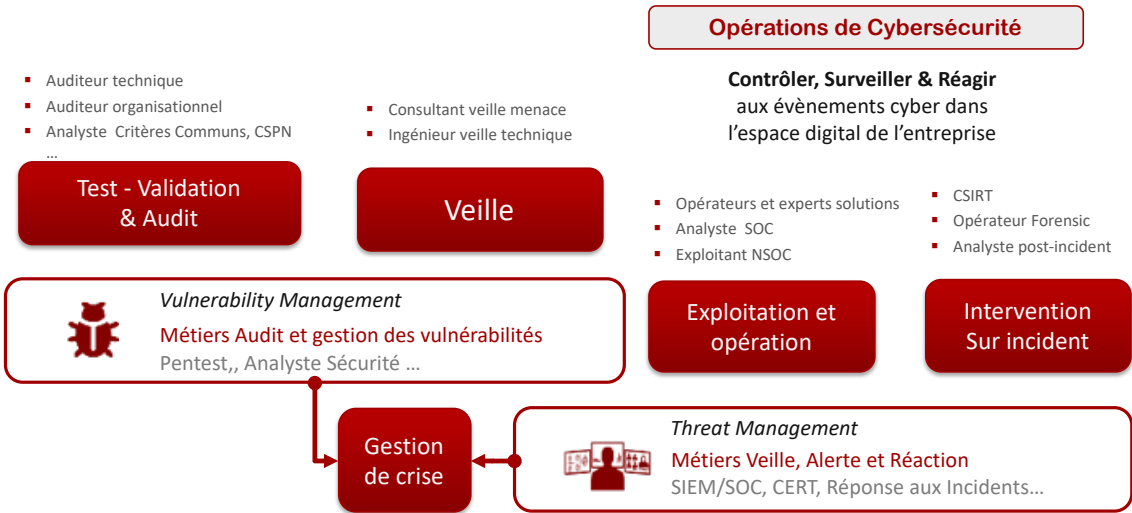 Opérations de Cybersécurité
Contrôler, Surveiller & Réagir
aux évènements cyber dans
l'espace digital de l'entreprise
▪ Auditeur technique
▪ Auditeur organisationnel
▪ Analyste Critères Communs, CSPN
...
Test - Validation
& Audit
▪ Consultant veille menace
▪ Ingénieur veille technique
Veille
▪ Opérateurs et experts solutions
▪ Analyste SOC
▪ Exploitant NSOC
Exploitation et
opération
▪ CSIRT
▪ Opérateur Forensic
▪ Analyste post-incident
Intervention
Sur incident
Vulnerability Management
Métiers Audit et gestion des vulnérabilités
Pentest,, Analyste Sécurité ...
Gestion
de crise
Threat Management
Métiers Veille, Alerte et Réaction
SIEM/SOC, CERT, Réponse aux Incidents...